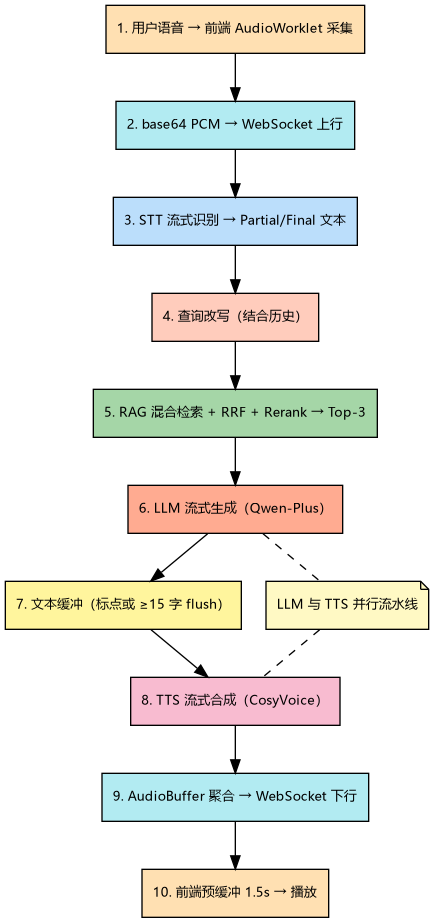 1. 用户语音 → 前端 AudioWorklet 采集
2. base64 PCM → WebSocket 上行
3. STT 流式识别 → Partial/Final 文本
4. 查询改写（结合历史）
5. RAG 混合检索 + RRF + Rerank → Top-3
6. LLM 流式生成（Qwen-Plus）
7. 文本缓冲（标点或 ≥15 字 flush）
LLM 与 TTS 并行流水线
8. TTS 流式合成（CosyVoice）
9. AudioBuffer 聚合 → WebSocket 下行
10. 前端预缓冲 1.5s → 播放